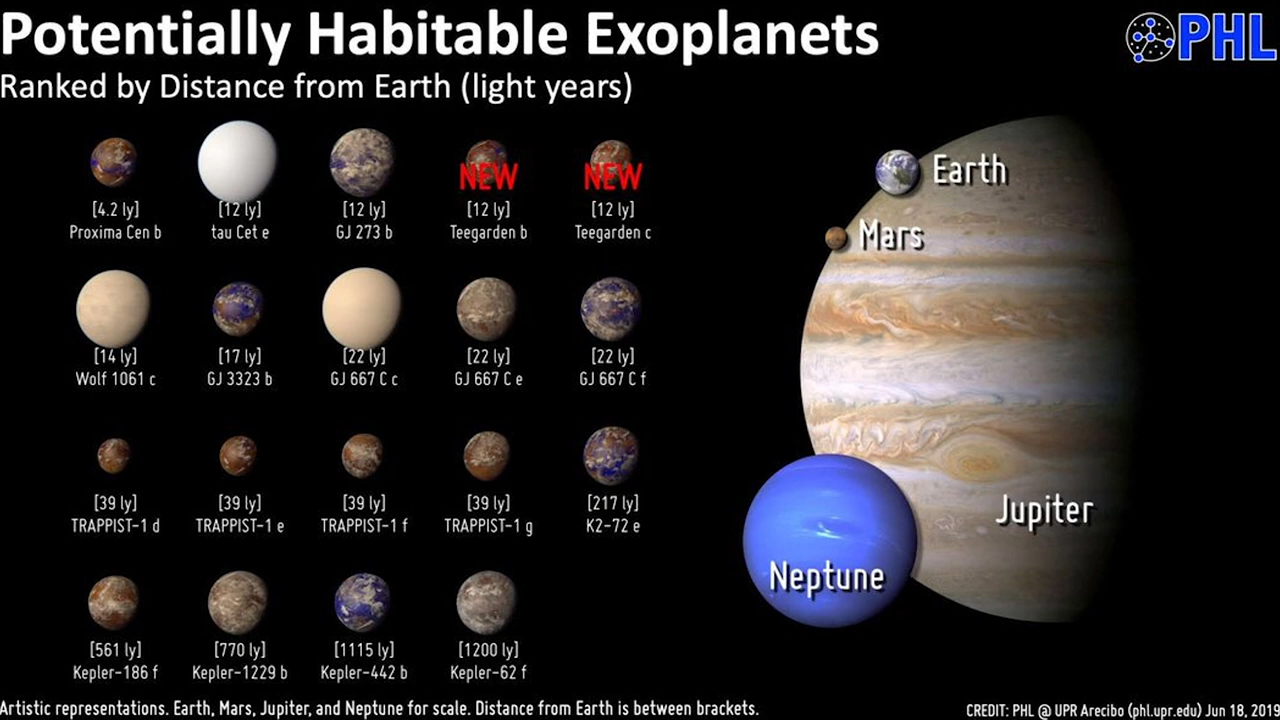 Potentially Habitable Exoplanets
PHL
Ranked by Distance from Earth (light years)
NEW
NEW
[4.2 ly] [12 ly] [12 ly] [12 ly] [12 ly]
Proxima Cen b tau Cet e GJ 273 b Teegarden b Teegarden c
[14 ly] [17 ly] [22 ly] [22 ly] [22 ly]
Wolf 1061 c GJ 3323 b GJ 667 C c GJ 667 C e GJ 667 C f
[39 ly] [39 ly] [39 ly] [39 ly] [217 ly]
TRAPPIST-1 d TRAPPIST-1 e TRAPPIST-1 f TRAPPIST-1 g K2-72 e
[561 ly] [770 ly] [1115 ly] [1200 ly]
Kepler-186 f Kepler-1229 b Kepler-442 b Kepler-62 f
Earth
Mars
Jupiter
Neptune
Artistic representations. Earth, Mars, Jupiter, and Neptune for scale. Distance from Earth is between brackets.
CREDIT: PHL @ UPR Arecibo (phl.upr.edu) Jun 18, 2019